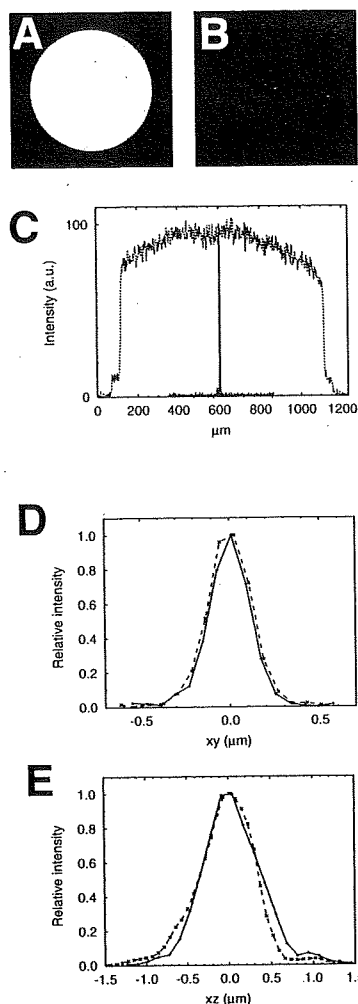 A B
C
Intensity (a.u.)
100
0
0 200 400 600 800 1000 1200
µm
D
Relative intensity
1.0
0.8
0.6
0.4
0.2
0.0
-0.5 0.0 0.5
xy (µm)
E
Relative intensity
1.0
0.8
0.6
0.4
0.2
0.0
-1.5 -1.0 -0.5 0.0 0.1 1.0
xz (µm)